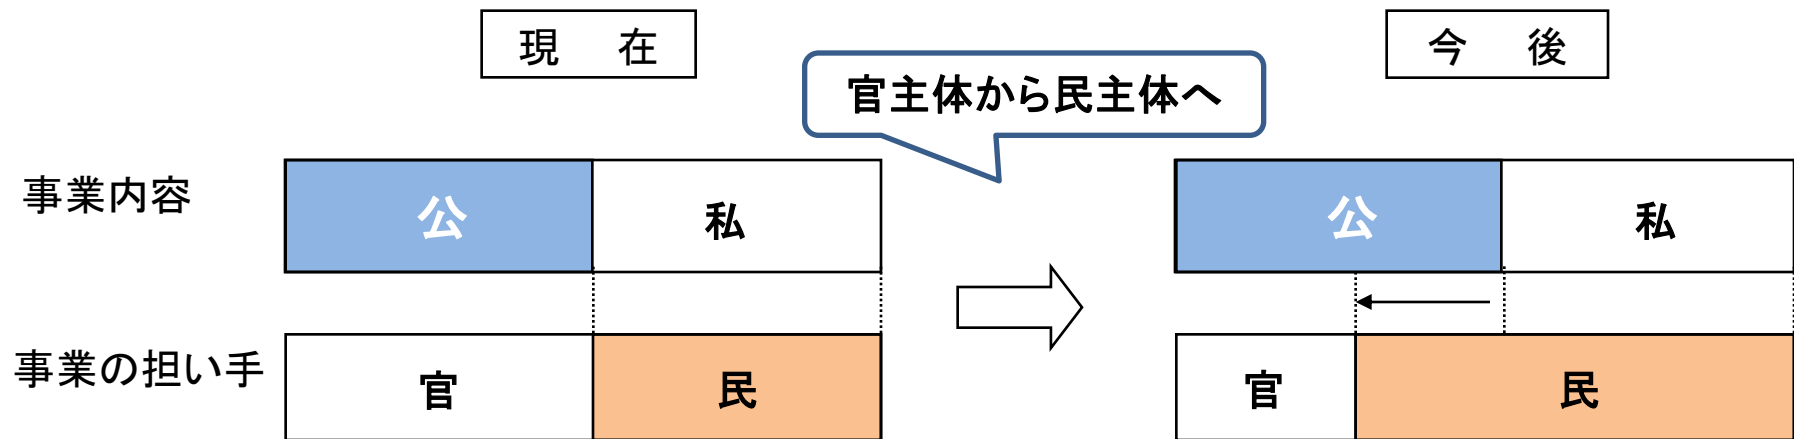 現 在
今 後
官主体から民主体へ
事業内容
公
私
公
私
事業の担い手
官
民
官
民